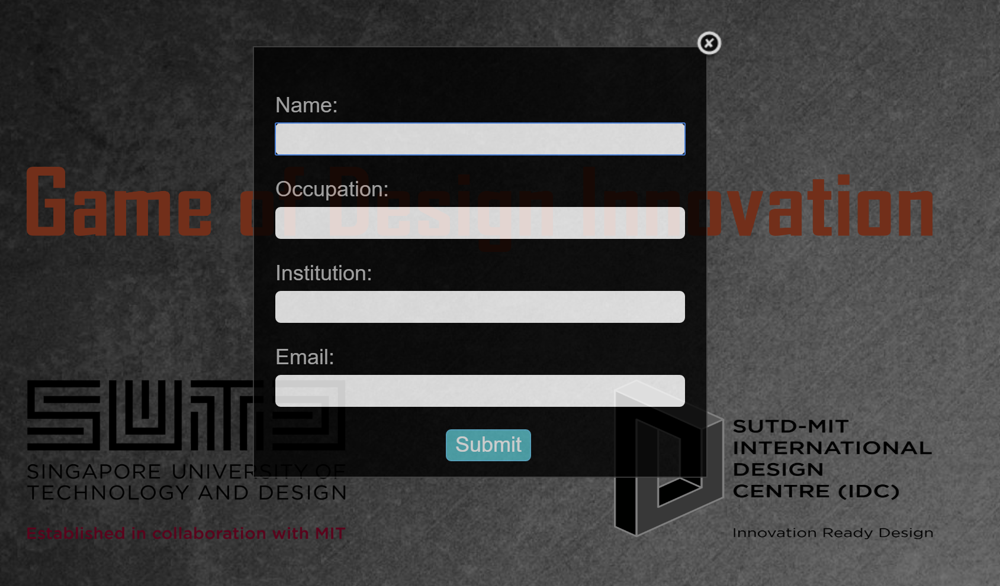 Name:
Game of Design Innovation
Occupation:
Institution:
Email:
Submit
SUTD
SINGAPORE UNIVERSITY OF
TECHNOLOGY AND DESIGN
Established in collaboration with MIT
SUTD-MIT
INTERNATIONAL
DESIGN
CENTRE (IDC)
Innovation Ready Design